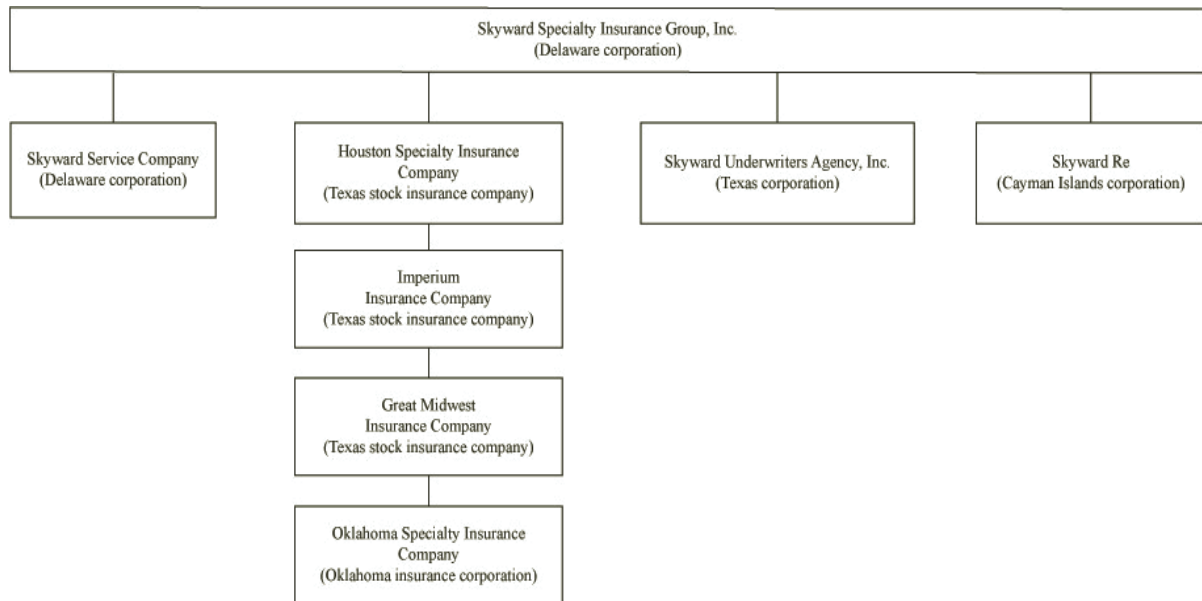 Skyward Specialty Insurance Group, Inc.
(Delaware corporation)
Skyward Service Company
(Delaware corporation)
Houston Specialty Insurance
Company
(Texas stock insurance company)
Skyward Underwriters Agency, Inc.
(Texas corporation)
Skyward Re
(Cayman Islands corporation)
Imperium
Insurance Company
(Texas stock insurance company)
Great Midwest
Insurance Company
(Texas stock insurance company)
Oklahoma Specialty Insurance
Company
(Oklahoma insurance corporation)